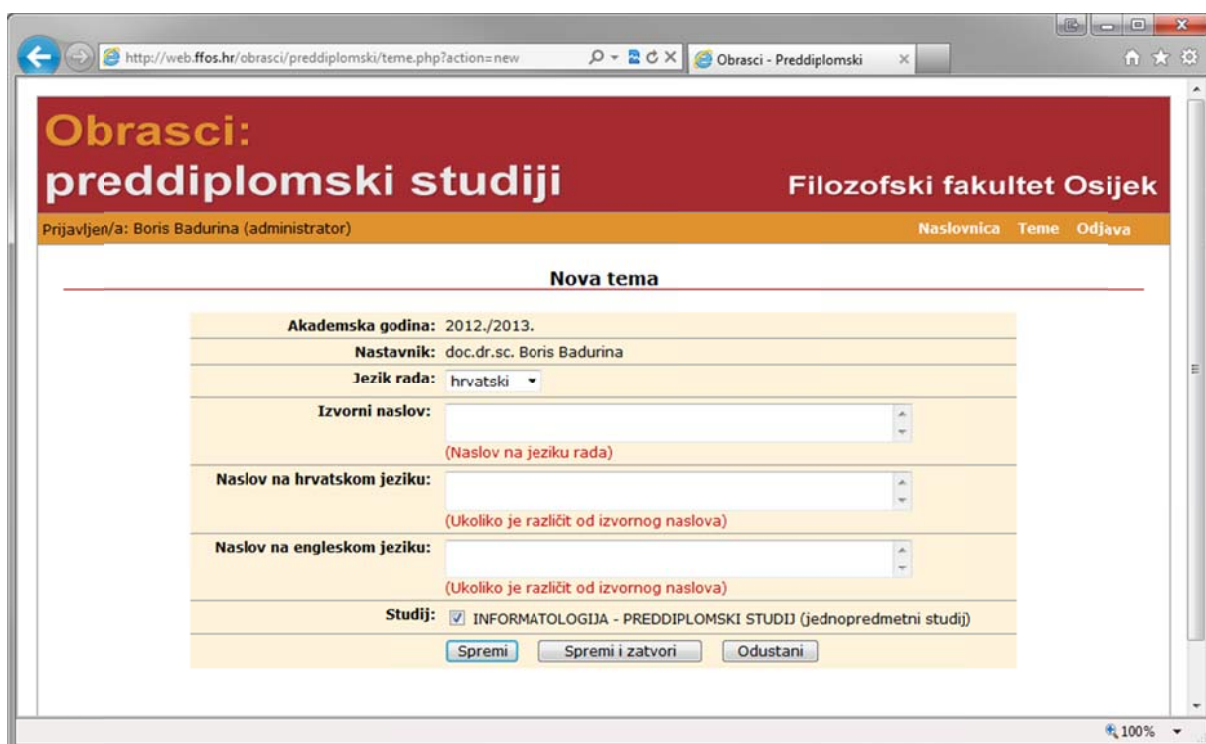 http://web.ffos.hr/obrasci/preddiplomski/teme.php?action=new
Obrasci - Preddiplomski
Obrasci:
preddiplomski studiji
Filozofski fakultet Osijek
Prijavljen/a: Boris Badurina (administrator)
Naslovnica Teme Odjava
Nova tema
Akademska godina: 2012./2013.
Nastavnik: doc.dr.sc. Boris Badurina
Jezik rada: hrvatski
Izvorni naslov:
(Naslov na jeziku rada)
Naslov na hrvatskom jeziku:
(Ukoliko je različit od izvornog naslova)
Naslov na engleskom jeziku:
(Ukoliko je različit od izvornog naslova)
Studij: INFORMATOLOGIJA - PREDDIPLOMSKI STUDIJ (jednopredmetni studij)
Spremi Spremi i zatvori Odustani
100%